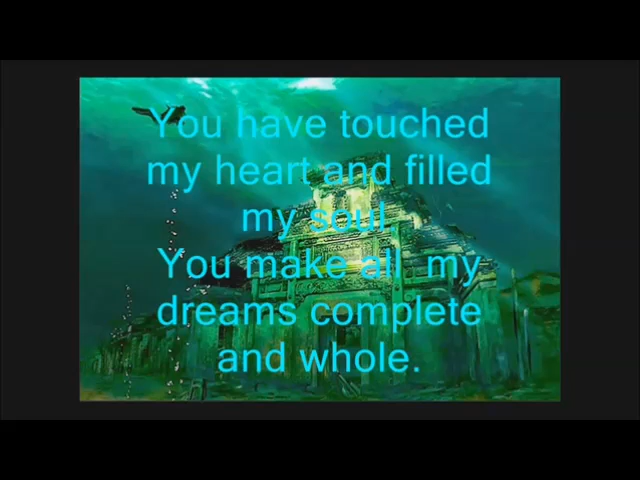 You have touched
my heart and filled
my soul.
You make all my
dreams complete
and whole.